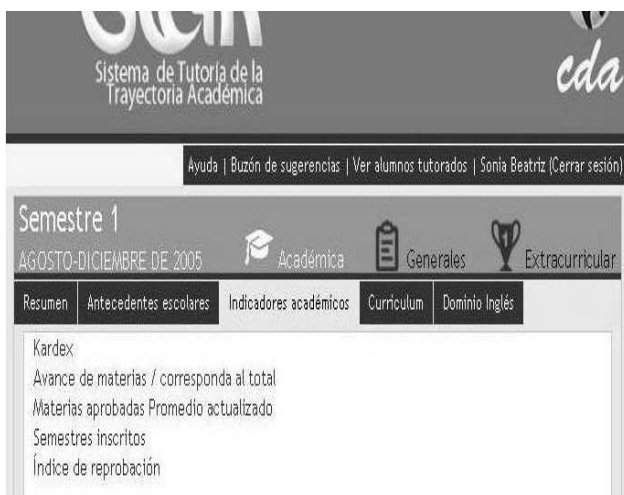 Sistema de Tutoría de la
Trayectoria Académica
cda
Ayuda | Buzón de sugerencias | Ver alumnos tutorados | Sonia Beatriz (Cerrar sesión)
Semestre 1
AGOSTO-DICIEMBRE DE 2005
Académica
Generales
1
Extracurricular
Resumen
Antecedentes escolares
Indicadores académicos
Curriculum
Dominio Inglés
Kardex
Avance de materias / corresponda al total
Materias aprobadas Promedio actualizado
Semestres inscritos
Índice de reprobación